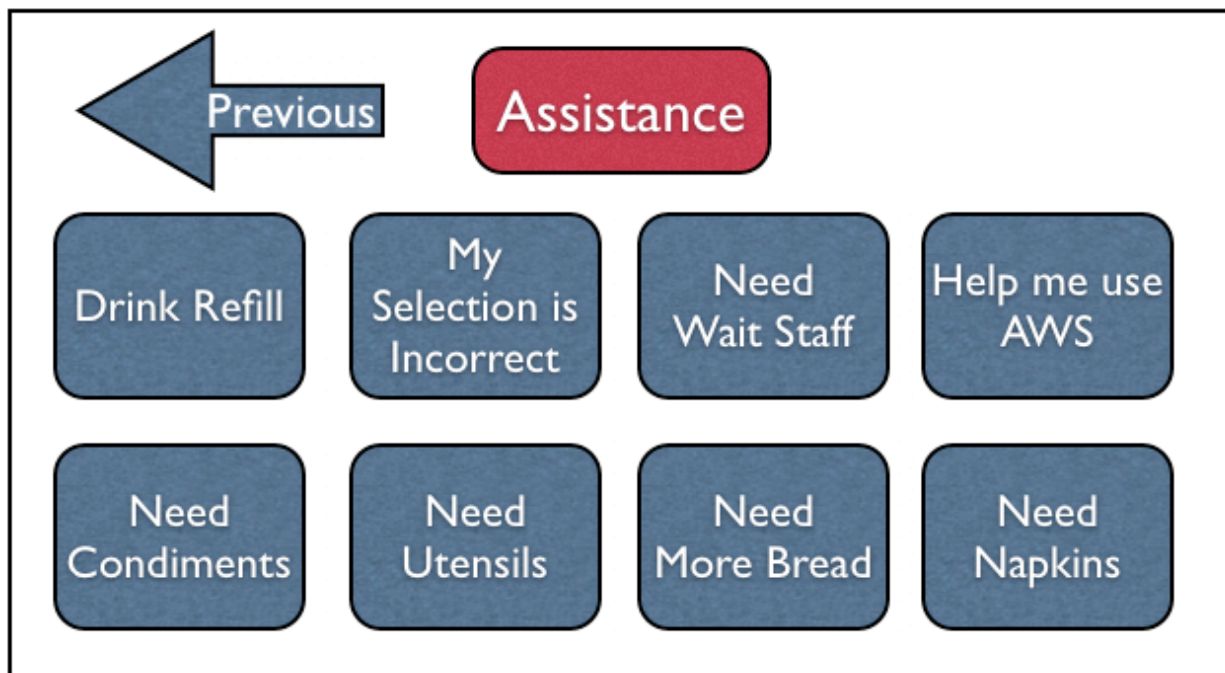 Previous
Assistance
Drink Refill
My
Selection is
Incorrect
Need
Wait Staff
Help me use
AWS
Need
Condiments
Need
Utensils
Need
More Bread
Need
Napkins